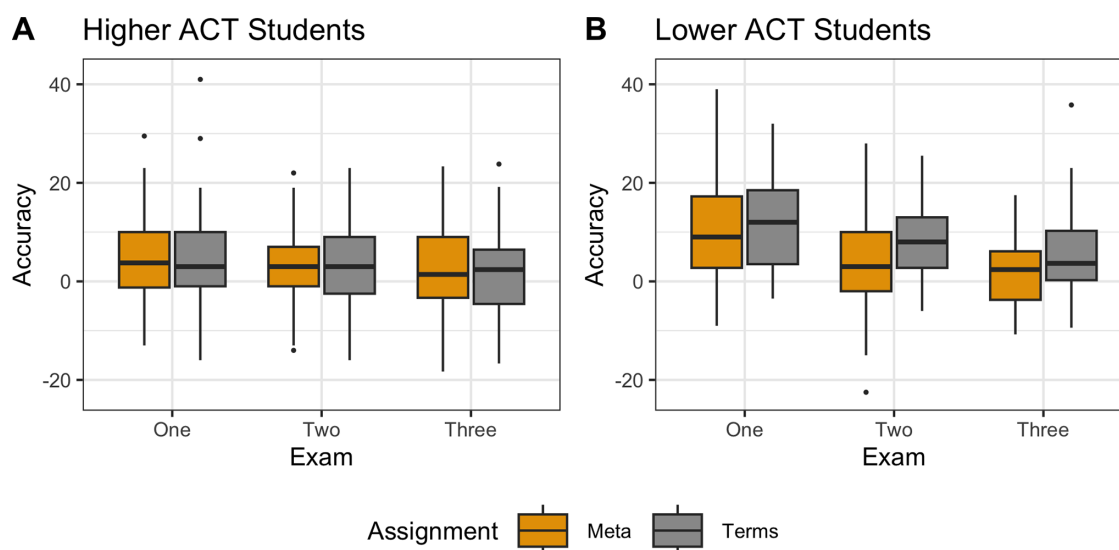 A Higher ACT Students
Accuracy
40
20
0
-20
One Two Three
Exam
B Lower ACT Students
Accuracy
40
20
0
-20
One Two Three
Exam
Assignment Meta Terms